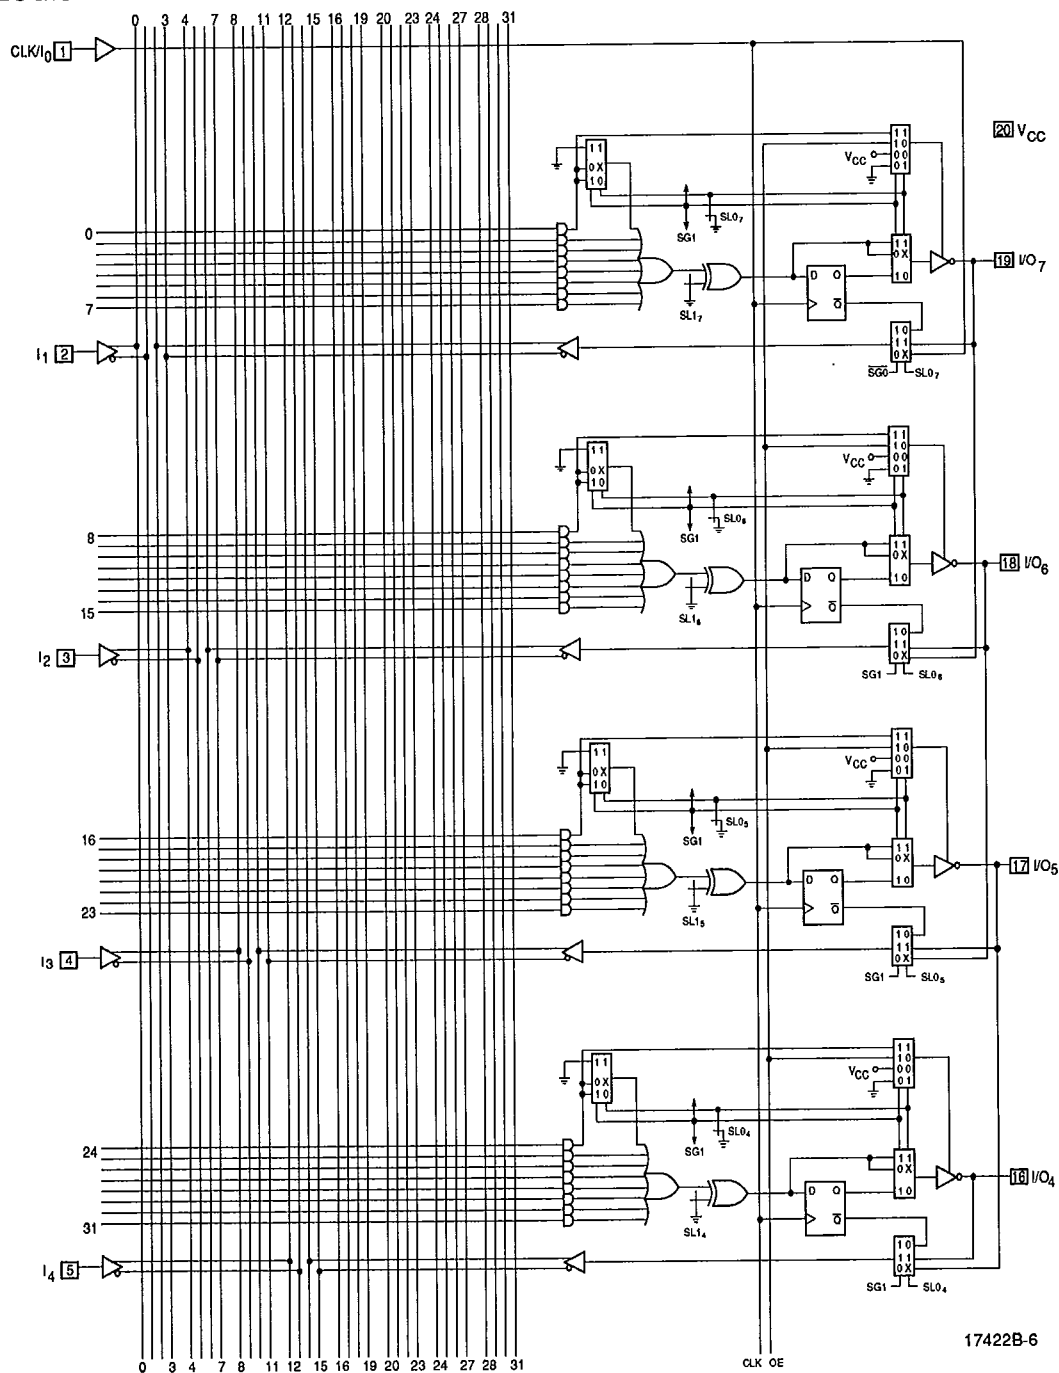 0 3 4 7 8 11 12 15 16 19 20 23 24 27 28 31
CLK/I0 1
20 VCC
11
10
00
01
VCC
11
0X
10
SL07
SG1
0
7
11
0X
10
19 I/O7
D Q
Q̅
SL17
I1 2
10
11
0X
S̅G̅0̅ SL07
11
10
00
01
VCC
11
0X
10
SL06
SG1
8
15
11
0X
10
18 I/O6
D Q
Q̅
SL16
I2 3
10
11
0X
SG1 SL06
11
10
00
01
VCC
11
0X
10
SL05
SG1
16
23
11
0X
10
17 I/O5
D Q
Q̅
SL15
I3 4
10
11
0X
SG1 SL05
11
10
00
01
VCC
11
0X
10
SL04
SG1
24
31
11
0X
10
16 I/O4
D Q
Q̅
SL14
I4 5
10
11
0X
SG1 SL04
17422B-6
0 3 4 7 8 11 12 15 16 19 20 23 24 27 28 31
CLK OE